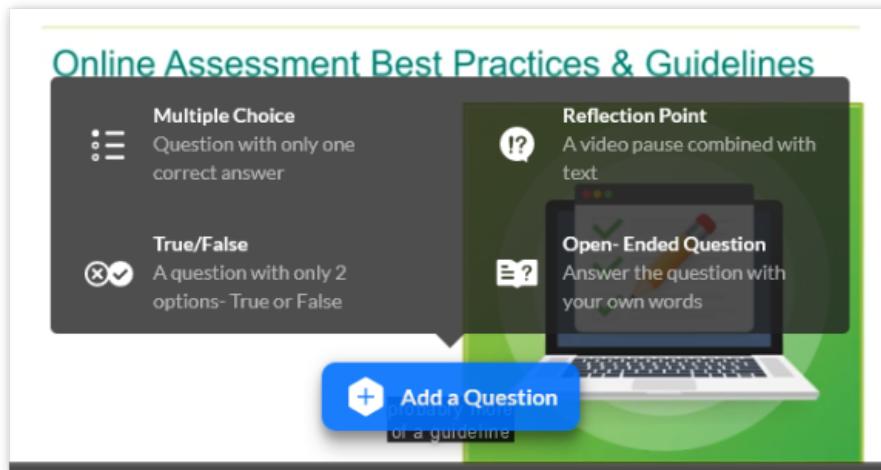 Online Assessment Best Practices & Guidelines
Multiple Choice
Question with only one
correct answer
Reflection Point
A video pause combined with
text
True/False
A question with only 2
options- True or False
Open- Ended Question
Answer the question with
your own words
Add a Question
probably more
of a guideline